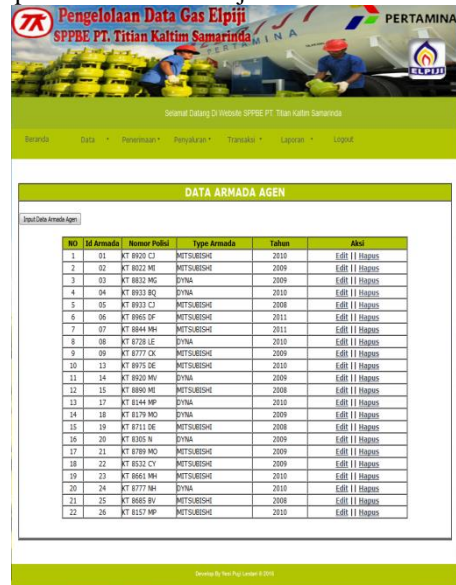 Pengelolaan Data Gas Elpiji
SPPBE PT. Titian Kaltim Samarinda
TK
PERTAMINA
PERTAMINA
ELPIJI
Selamat Datang Di Website SPPBE PT. Titian Kaltim Samarinda
Beranda Data Penerimaan Penyaluran Transaksi Laporan Logout
DATA ARMADA AGEN
Input Data Armada Agen
NO Id Armada Nomor Polisi Type Armada Tahun Aksi
1 01 KT 8920 CJ MITSUBISHI 2010 Edit || Hapus
2 02 KT 8022 MI MITSUBISHI 2009 Edit || Hapus
3 03 KT 8832 MG DYNA 2009 Edit || Hapus
4 04 KT 8933 BQ DYNA 2010 Edit || Hapus
5 05 KT 8933 CJ MITSUBISHI 2008 Edit || Hapus
6 06 KT 8965 DF MITSUBISHI 2011 Edit || Hapus
7 07 KT 8844 MH MITSUBISHI 2011 Edit || Hapus
8 08 KT 8728 LE DYNA 2010 Edit || Hapus
9 09 KT 8777 CK MITSUBISHI 2009 Edit || Hapus
10 13 KT 8975 DE MITSUBISHI 2010 Edit || Hapus
11 14 KT 8920 MV DYNA 2009 Edit || Hapus
12 15 KT 8890 MI MITSUBISHI 2008 Edit || Hapus
13 17 KT 8144 MP DYNA 2010 Edit || Hapus
14 18 KT 8179 MO DYNA 2009 Edit || Hapus
15 19 KT 8711 DE MITSUBISHI 2008 Edit || Hapus
16 20 KT 8305 N DYNA 2009 Edit || Hapus
17 21 KT 8789 MO MITSUBISHI 2009 Edit || Hapus
18 22 KT 8532 CY MITSUBISHI 2009 Edit || Hapus
19 23 KT 8661 MH MITSUBISHI 2010 Edit || Hapus
20 24 KT 8777 NH DYNA 2010 Edit || Hapus
21 25 KT 8685 BV MITSUBISHI 2008 Edit || Hapus
22 26 KT 8157 MP MITSUBISHI 2010 Edit || Hapus
Develop By Yeni Puji Lestari © 2016